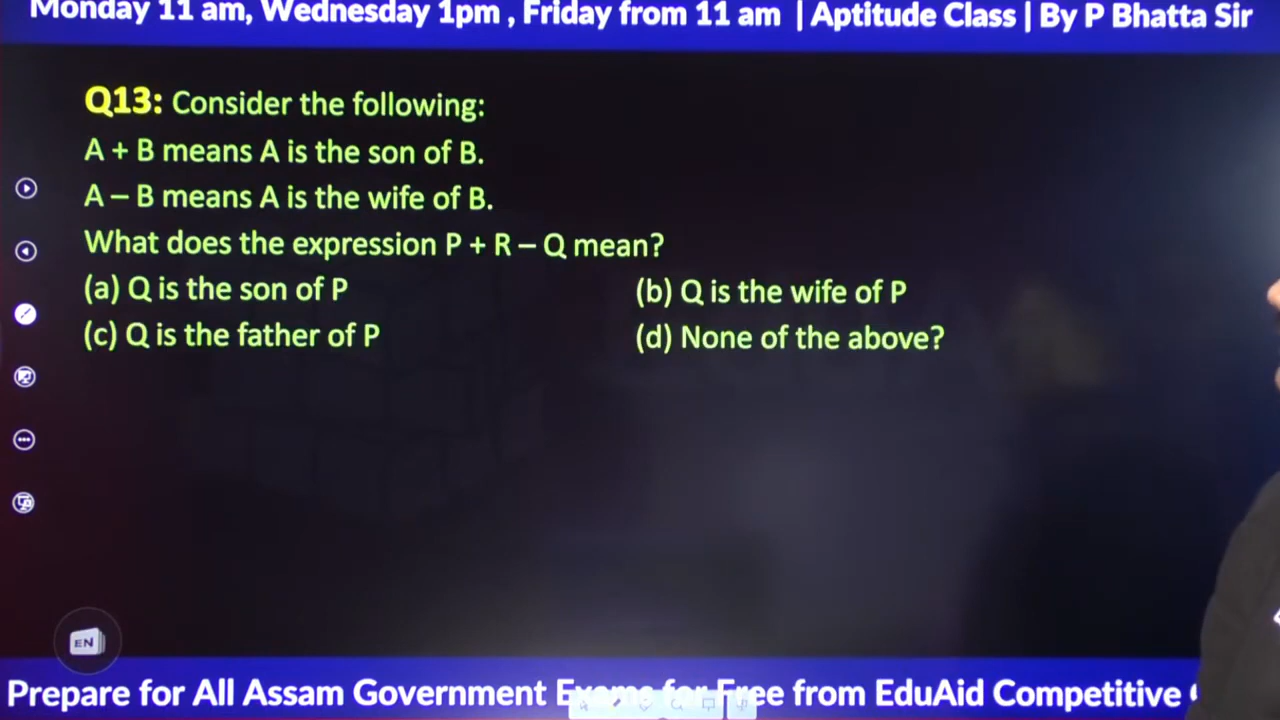 Monday 11 am, Wednesday 1pm , Friday from 11 am | Aptitude Class | By P Bhatta Sir
Q13: Consider the following:
A + B means A is the son of B.
A – B means A is the wife of B.
What does the expression P + R – Q mean?
(a) Q is the son of P (b) Q is the wife of P
(c) Q is the father of P (d) None of the above?
EN
Prepare for All Assam Government Exams for Free from EduAid Competitive